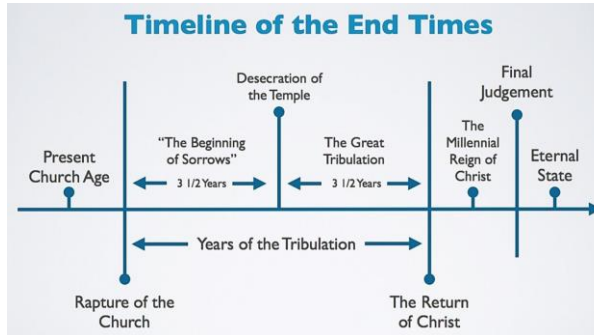 Timeline of the End Times
Desecration of
the Temple
Final
Judgement
"The Beginning
of Sorrows"
The Great
Tribulation
The
Millennial
Reign of
Christ
Present
Church Age
Eternal
State
3 1/2 Years
3 1/2 Years
Years of the Tribulation
Rapture of the
Church
The Return
of Christ